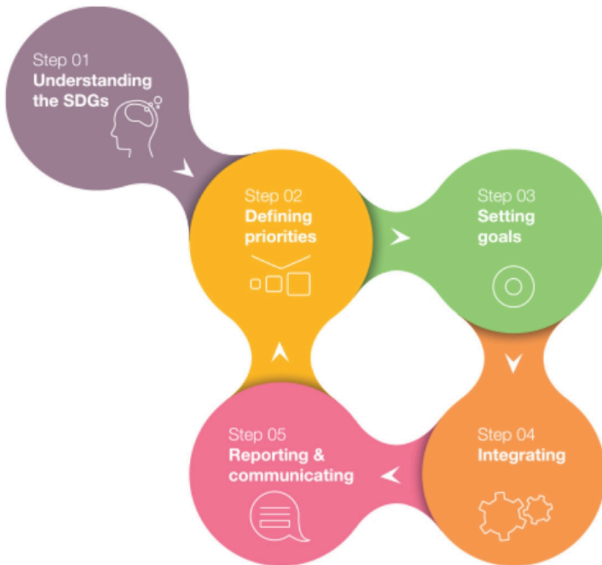 Step 01
Understanding
the SDGs
Step 02
Defining
priorities
Step 03
Setting
goals
Step 04
Integrating
Step 05
Reporting &
communicating